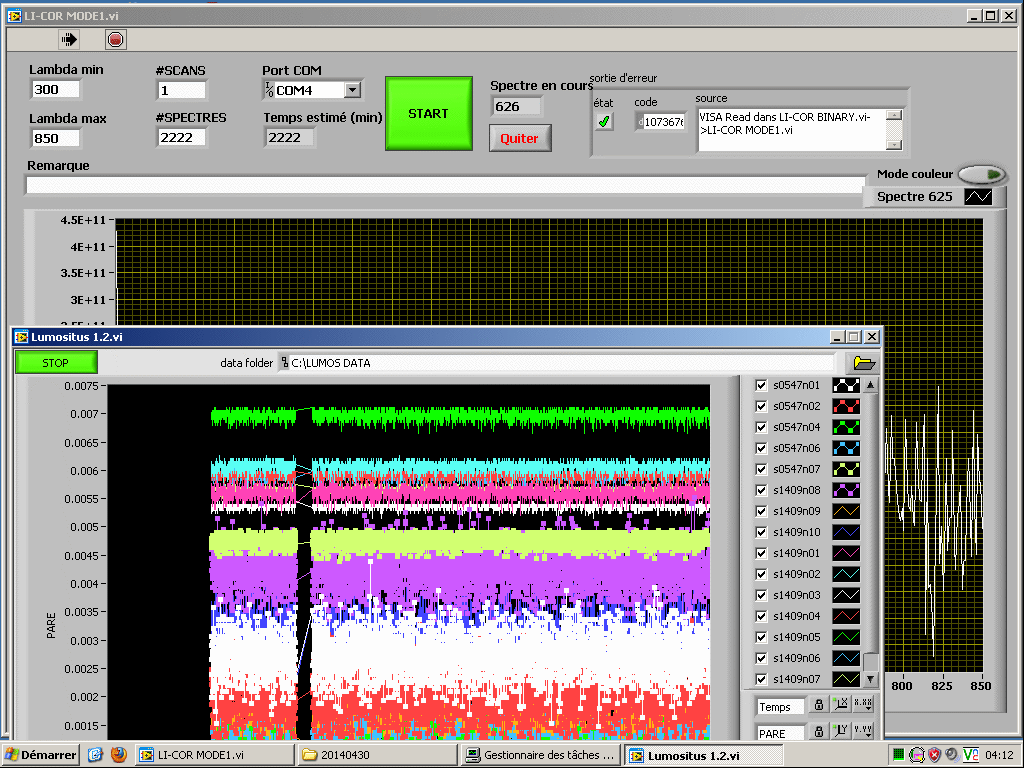 LI-COR MODE1.vi
Lambda min
#SCANS
Port COM
Spectre en cours
sortie d'erreur
300
1
COM4
START
626
état
code
source
Lambda max
#SPECTRES
Temps estimé (min)
1073676
VISA Read dans LI-COR BINARY.vi-
>LI-COR MODE1.vi
850
2222
2222
Quiter
Remarque
Mode couleur
Spectre 625
4.5E+11
4E+11
3.5E+11
3E+11
Lumositus 1.2.vi
STOP
data folder
C:\LUMOS DATA
0.0075
0.007
0.0065
0.006
0.0055
0.005
0.0045
0.004
0.0035
0.003
0.0025
0.002
0.0015
PARE
s0547n01
s0547n02
s0547n04
s0547n06
s0547n07
s1409n08
s1409n09
s1409n10
s1409n01
s1409n02
s1409n03
s1409n04
s1409n05
s1409n06
s1409n07
800
825
850
Temps
PARE
Démarrer
LI-COR MODE1.vi
20140430
Gestionnaire des tâches ...
Lumositus 1.2.vi
04:12